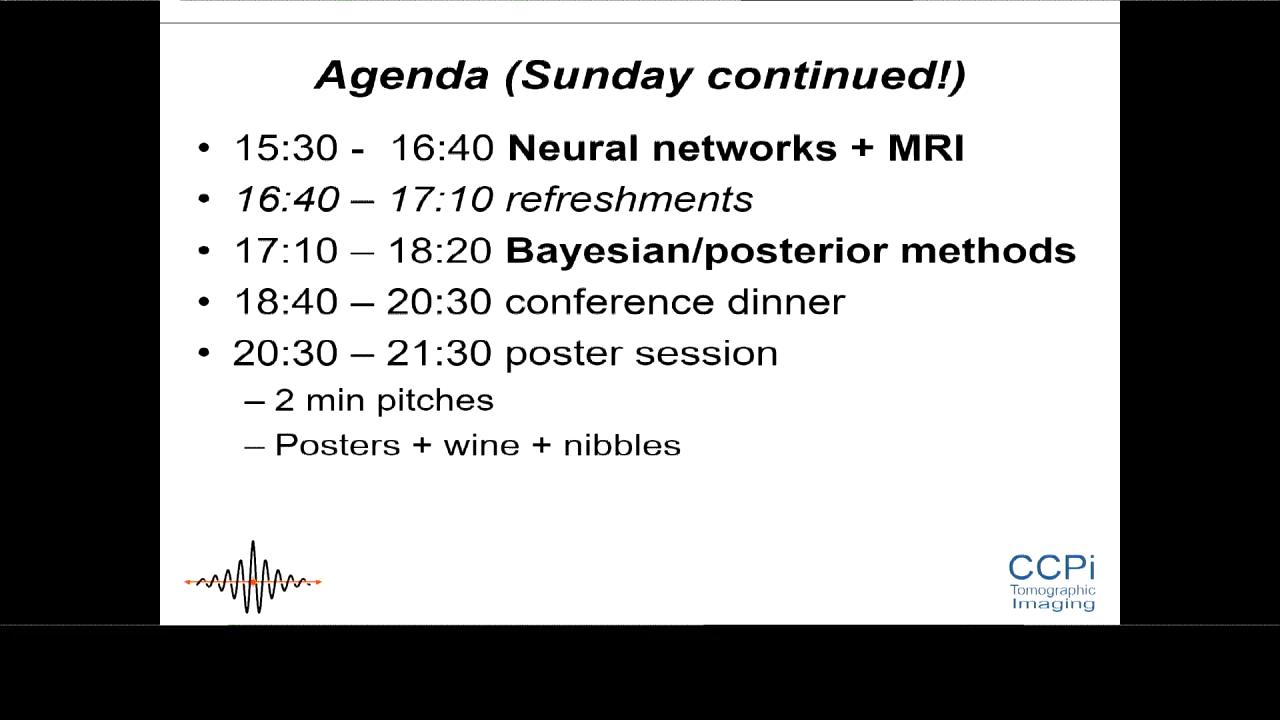 Agenda (Sunday continued!)
• 15:30 - 16:40 Neural networks + MRI
• 16:40 – 17:10 refreshments
• 17:10 – 18:20 Bayesian/posterior methods
• 18:40 – 20:30 conference dinner
• 20:30 – 21:30 poster session
– 2 min pitches
– Posters + wine + nibbles
CCPi
Tomographic
Imaging